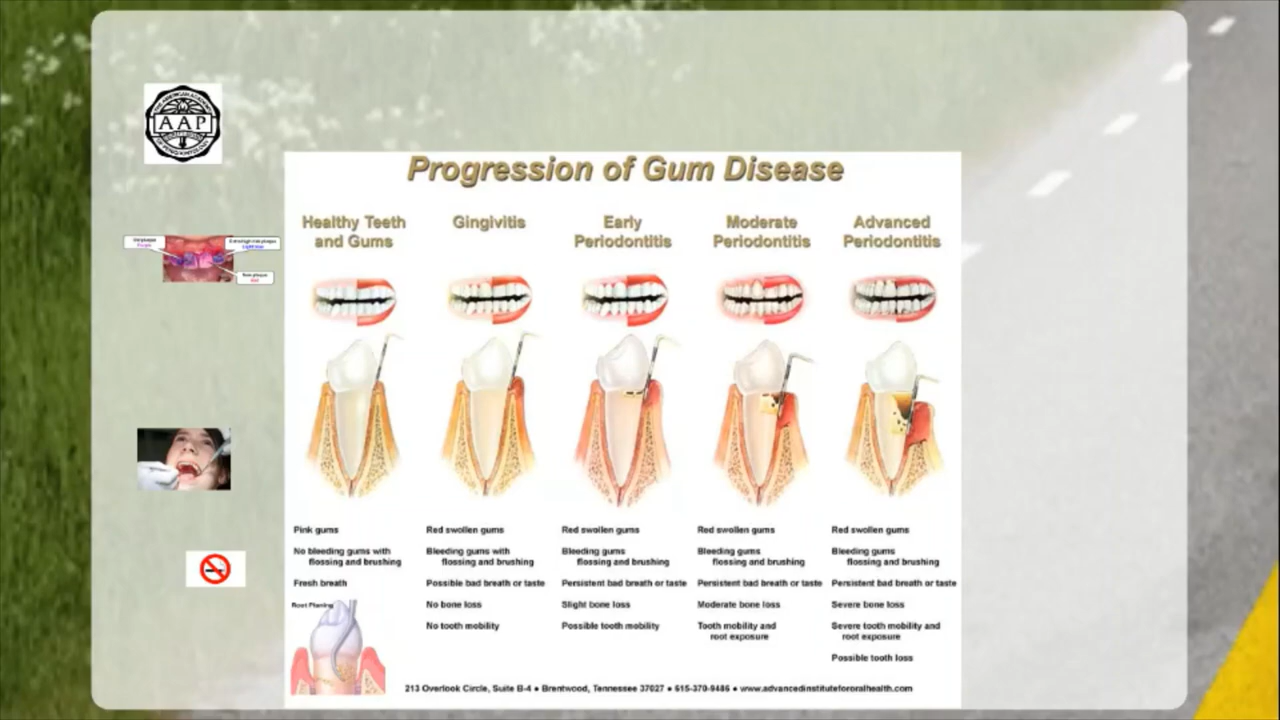 AAP
Progression of Gum Disease
Healthy Teeth
and Gums
Gingivitis
Early
Periodontitis
Moderate
Periodontitis
Advanced
Periodontitis
Pink gums
No bleeding gums with
flossing and brushing
Fresh breath
Root Planing
Red swollen gums
Bleeding gums with
flossing and brushing
Possible bad breath or taste
No bone loss
No tooth mobility
Red swollen gums
Bleeding gums
flossing and brushing
Persistent bad breath or taste
Slight bone loss
Possible tooth mobility
Red swollen gums
Bleeding gums
flossing and brushing
Persistent bad breath or taste
Moderate bone loss
Tooth mobility and
root exposure
Red swollen gums
Bleeding gums
flossing and brushing
Persistent bad breath or taste
Severe bone loss
Severe tooth mobility and
root exposure
Possible tooth loss
213 Overlook Circle, Suite B-4 • Brentwood, Tennessee 37027 • 615-370-9486 • www.advancedinstitutefororalhealth.com